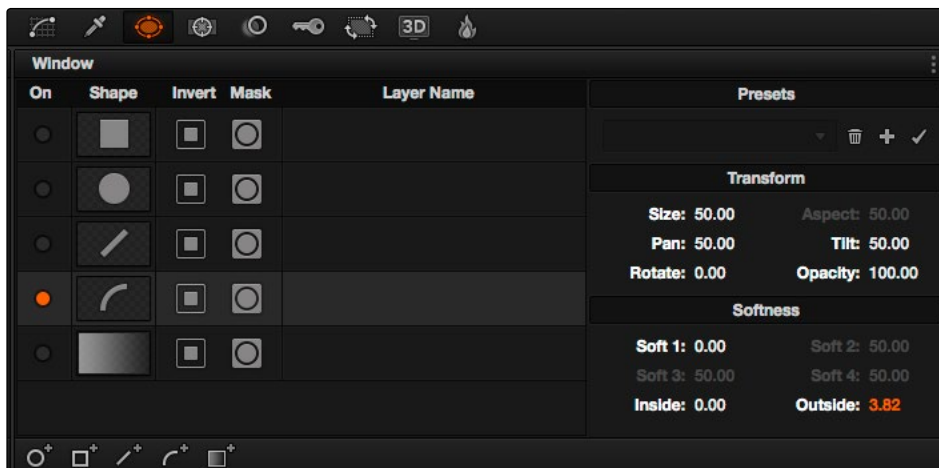 3D
Window
On Shape Invert Mask Layer Name Presets
Transform
Size: 50.00 Aspect: 50.00
Pan: 50.00 Tilt: 50.00
Rotate: 0.00 Opacity: 100.00
Softness
Soft 1: 0.00 Soft 2: 50.00
Soft 3: 50.00 Soft 4: 50.00
Inside: 0.00 Outside: 3.82